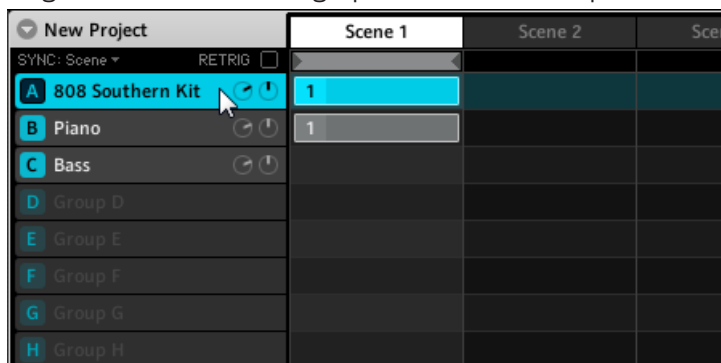 New Project Scene 1 Scene 2
SYNC: Scene RETRIG
A 808 Southern Kit 1
B Piano 1
C Bass
D Group D
E Group E
F Group F
G Group G
H Group H